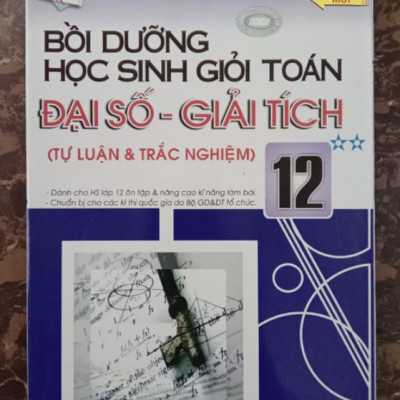 MỚI
BỒI DƯỠNG
HỌC SINH GIỎI TOÁN
ĐẠI SỐ - GIẢI TÍCH
(TỰ LUẬN & TRẮC NGHIỆM)
12
- Dành cho HS lớp 12 ôn tập & nâng cao kĩ năng làm bài.
- Chuẩn bị cho các kì thi quốc gia do Bộ GD&ĐT tổ chức.